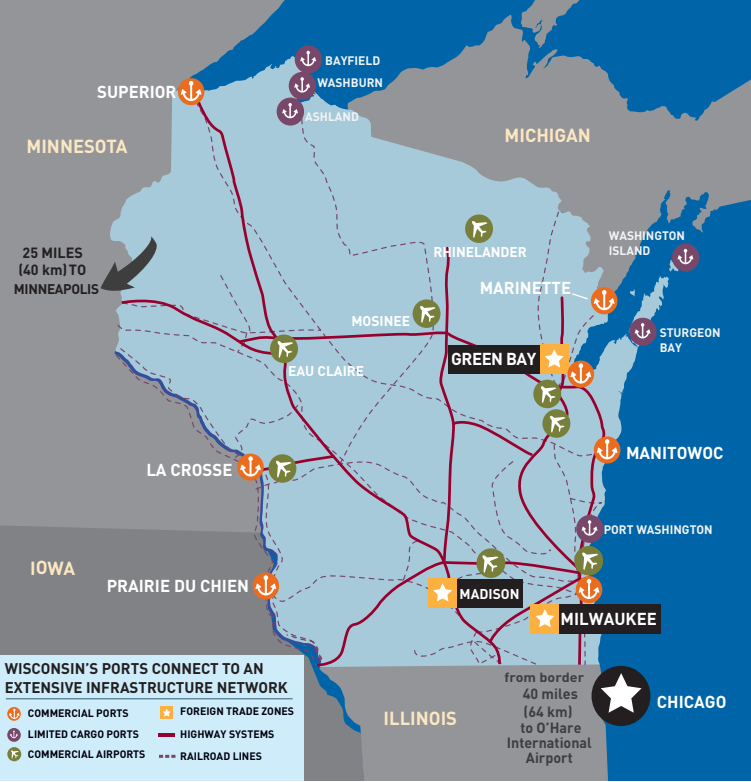 BAYFIELD
WASHBURN
SUPERIOR
ASHLAND
MINNESOTA
MICHIGAN
25 MILES
(40 km) TO
MINNEAPOLIS
WASHINGTON
ISLAND
RHINELANDER
MARINETTE
MOSINEE
STURGEON
BAY
GREEN BAY
EAU CLAIRE
MANITOWOC
LA CROSSE
PORT WASHINGTON
IOWA
PRAIRIE DU CHIEN
MADISON
MILWAUKEE
WISCONSIN'S PORTS CONNECT TO AN
EXTENSIVE INFRASTRUCTURE NETWORK
COMMERCIAL PORTS
LIMITED CARGO PORTS
COMMERCIAL AIRPORTS
FOREIGN TRADE ZONES
HIGHWAY SYSTEMS
RAILROAD LINES
ILLINOIS
from border
40 miles
(64 km)
to O'Hare
International
Airport
CHICAGO